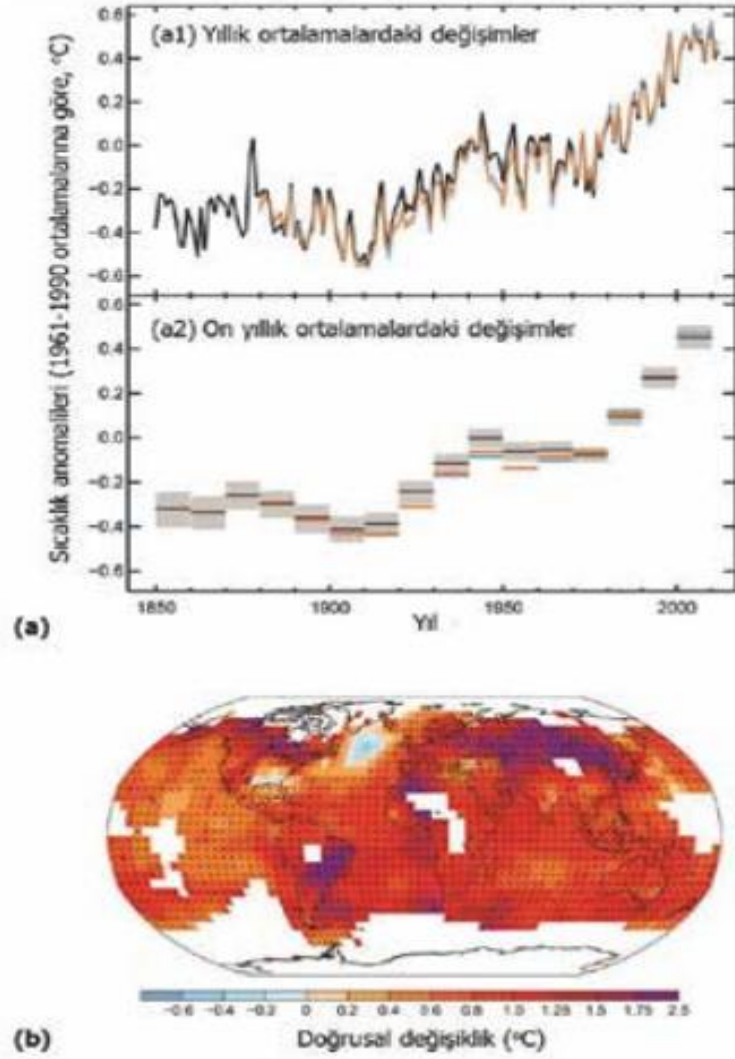 Sıcaklık anomalileri (1961-1990 ortalamalarına göre, °C)
(a1) Yıllık ortalamalardaki değişimler
0.6
0.4
0.2
0.0
−0.2
−0.4
−0.6
(a2) On yıllık ortalamalardaki değişimler
0.6
0.4
0.2
0.0
−0.2
−0.4
−0.6
1850 1900 1950 2000
Yıl
(a)
−0.6 −0.4 −0.2 0 0.2 0.4 0.6 0.8 1.0 1.25 1.5 1.75 2.5
(b)
Doğrusal değişiklik (°C)